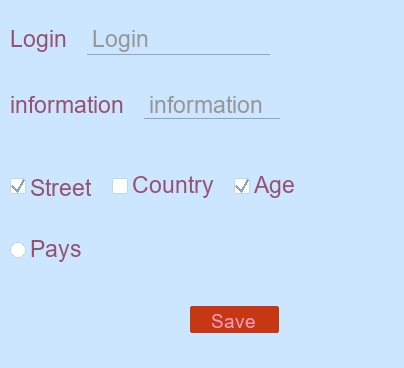 Login Login
information information
Street Country Age
Pays
Save